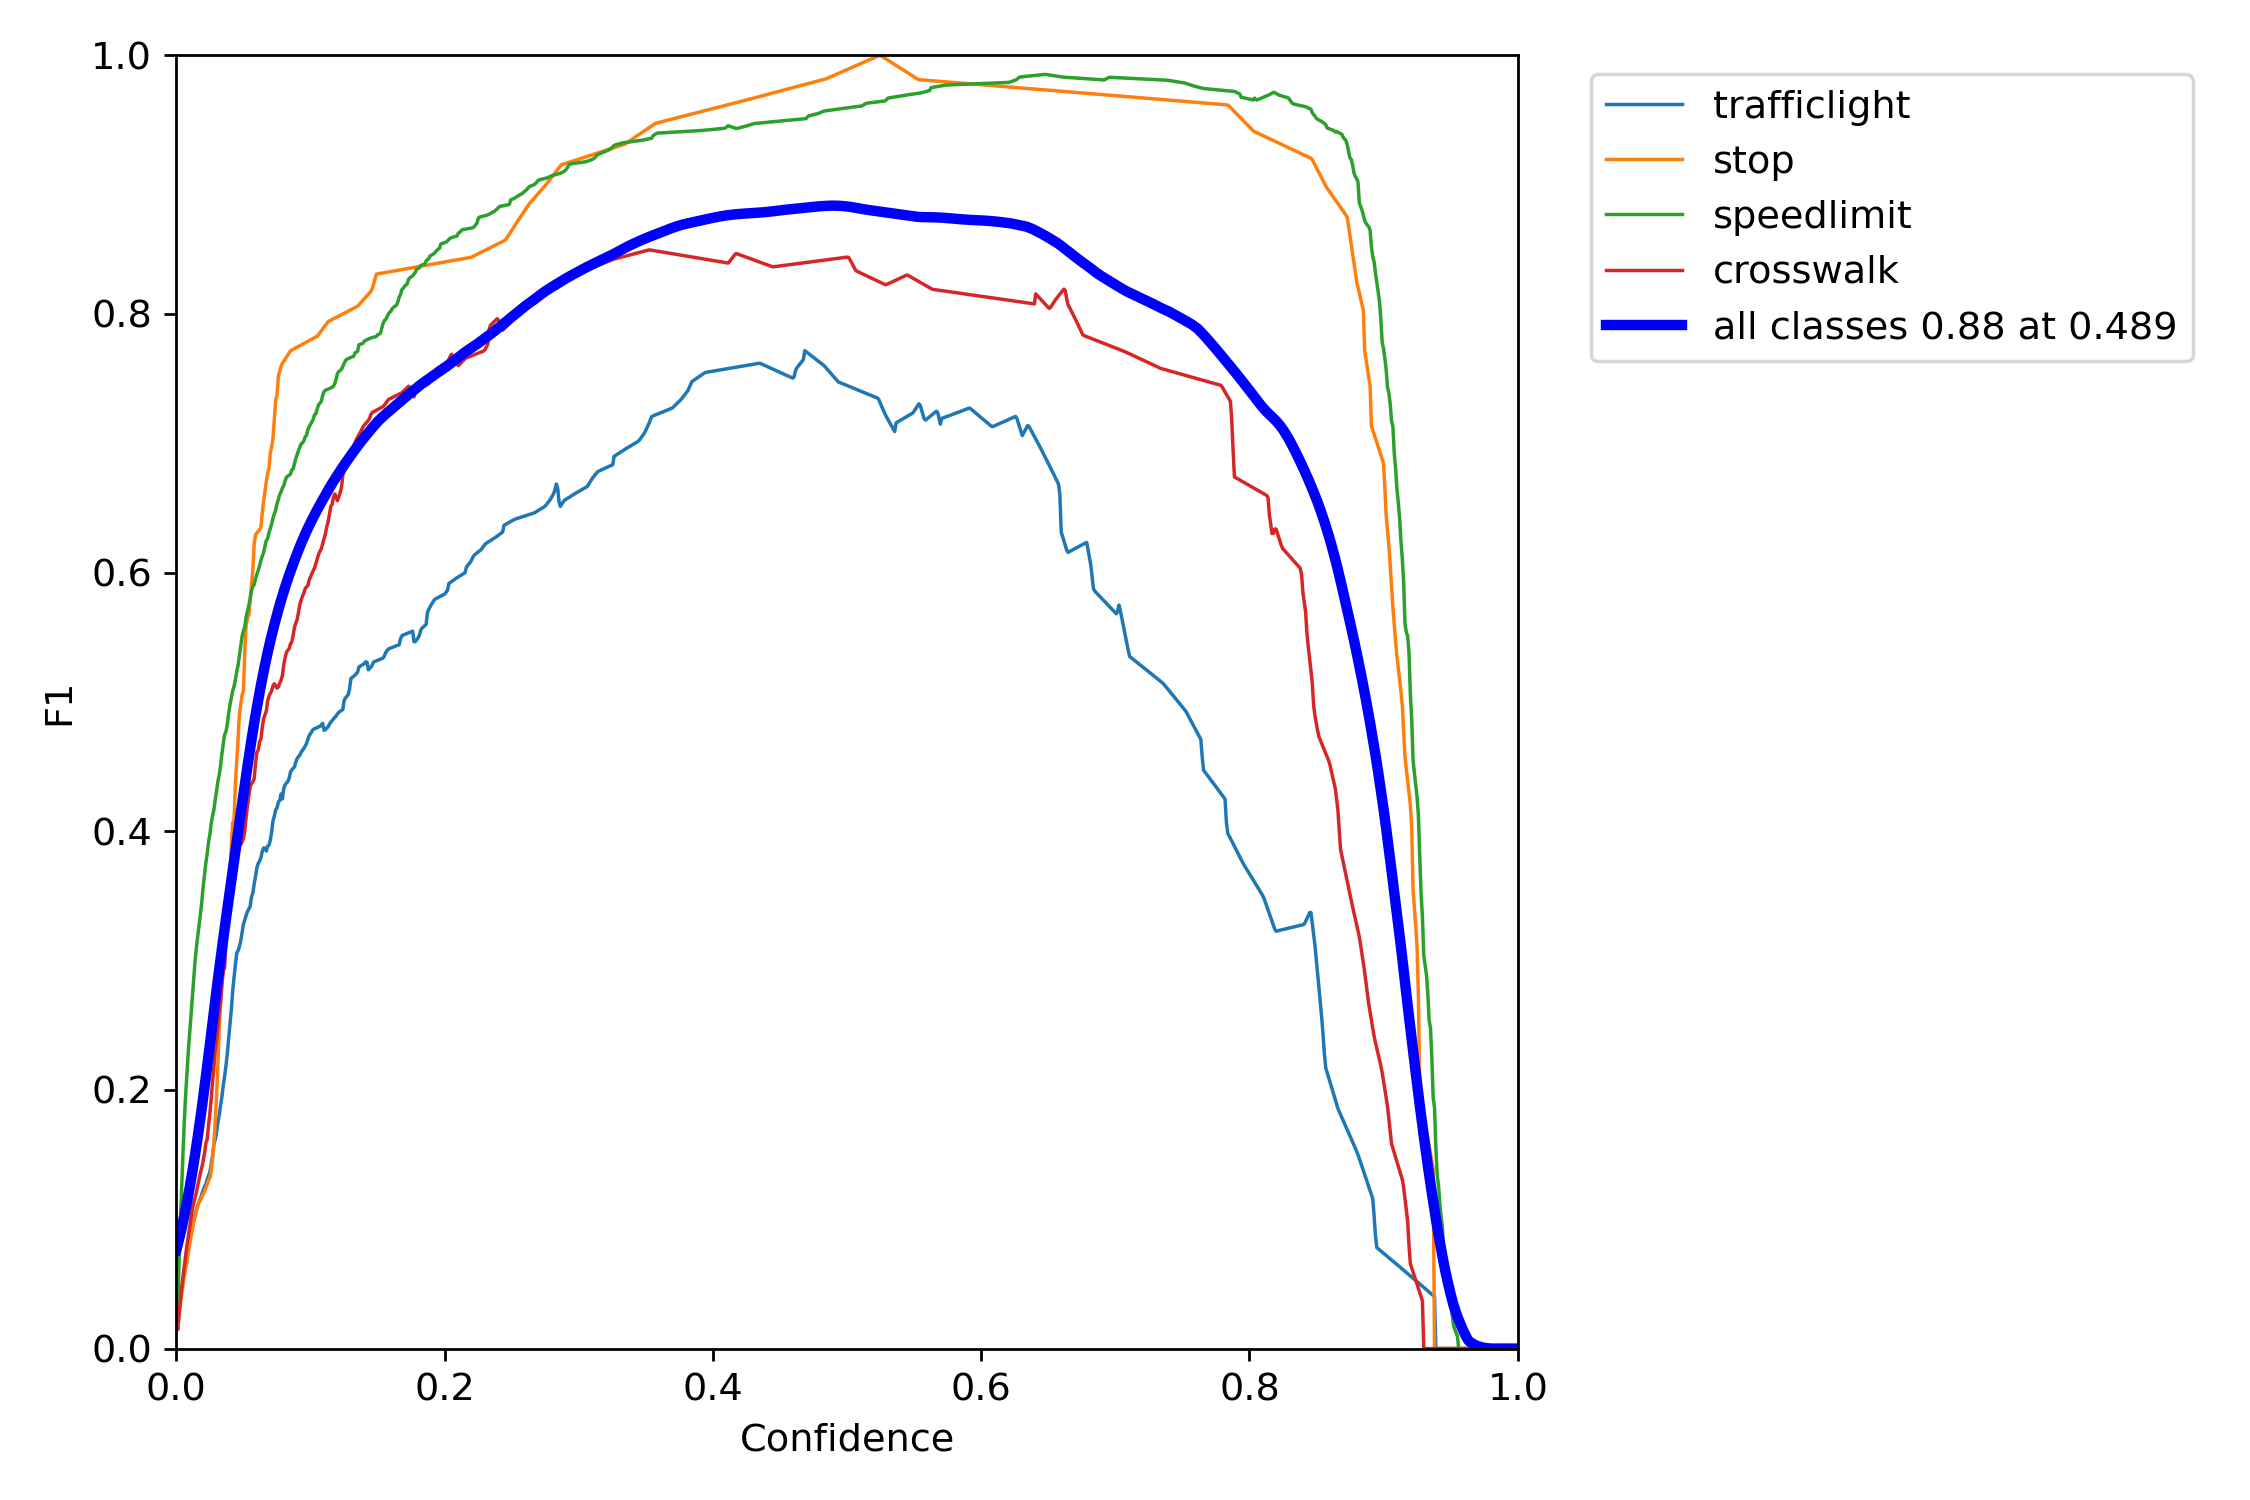 1.0
0.8
0.6
0.4
0.2
0.0
F1
0.0 0.2 0.4 0.6 0.8 1.0
Confidence
trafficlight
stop
speedlimit
crosswalk
all classes 0.88 at 0.489